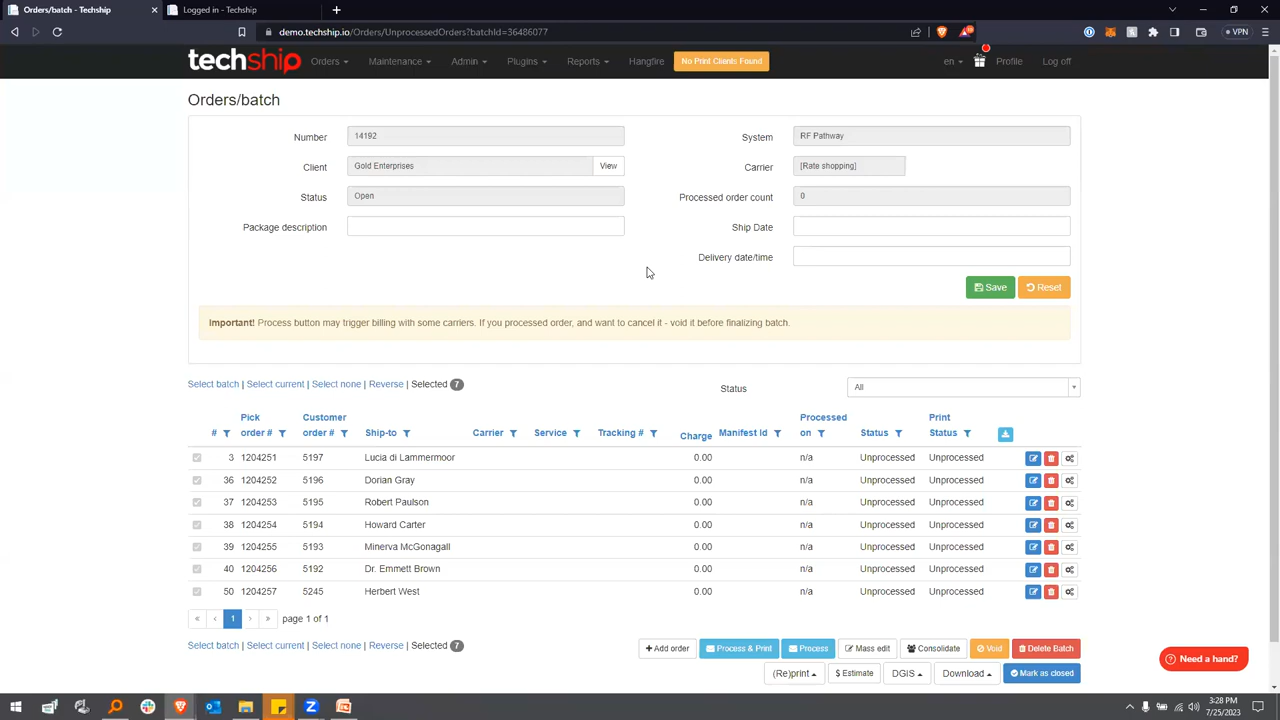 Orders/batch - Techship
Logged in - Techship
demo.techship.io/Orders/UnprocessedOrders?batchId=36486077
VPN
techship
Orders
Maintenance
Admin
Plugins
Reports
Hangfire
No Print Clients Found
en
Profile
Log off
Orders/batch
Number 14192 System RF Pathway
Client Gold Enterprises View Carrier [Rate shopping]
Status Open Processed order count 0
Package description Ship Date
Delivery date/time
Save Reset
Important! Process button may trigger billing with some carriers. If you processed order, and want to cancel it - void it before finalizing batch.
Select batch | Select current | Select none | Reverse | Selected 7 Status All
# Pick order # Customer order # Ship-to Carrier Service Tracking # Charge Manifest Id Processed on Status Print Status
3 1204251 5197 Lucia di Lammermoor 0.00 n/a Unprocessed Unprocessed
36 1204252 5196 Dorian Gray 0.00 n/a Unprocessed Unprocessed
37 1204253 5195 Robert Paulson 0.00 n/a Unprocessed Unprocessed
38 1204254 5194 Howard Carter 0.00 n/a Unprocessed Unprocessed
39 1204255 5193 Minerva McGonagall 0.00 n/a Unprocessed Unprocessed
40 1204256 5192 Dr. Emmett Brown 0.00 n/a Unprocessed Unprocessed
50 1204257 5245 Herbert West 0.00 n/a Unprocessed Unprocessed
« ‹ 1 › » page 1 of 1
Select batch | Select current | Select none | Reverse | Selected 7
+ Add order Process & Print Process Mass edit Consolidate Void Delete Batch
(Re)print $ Estimate DGIS Download Mark as closed
Need a hand?
3:28 PM
7/25/2023